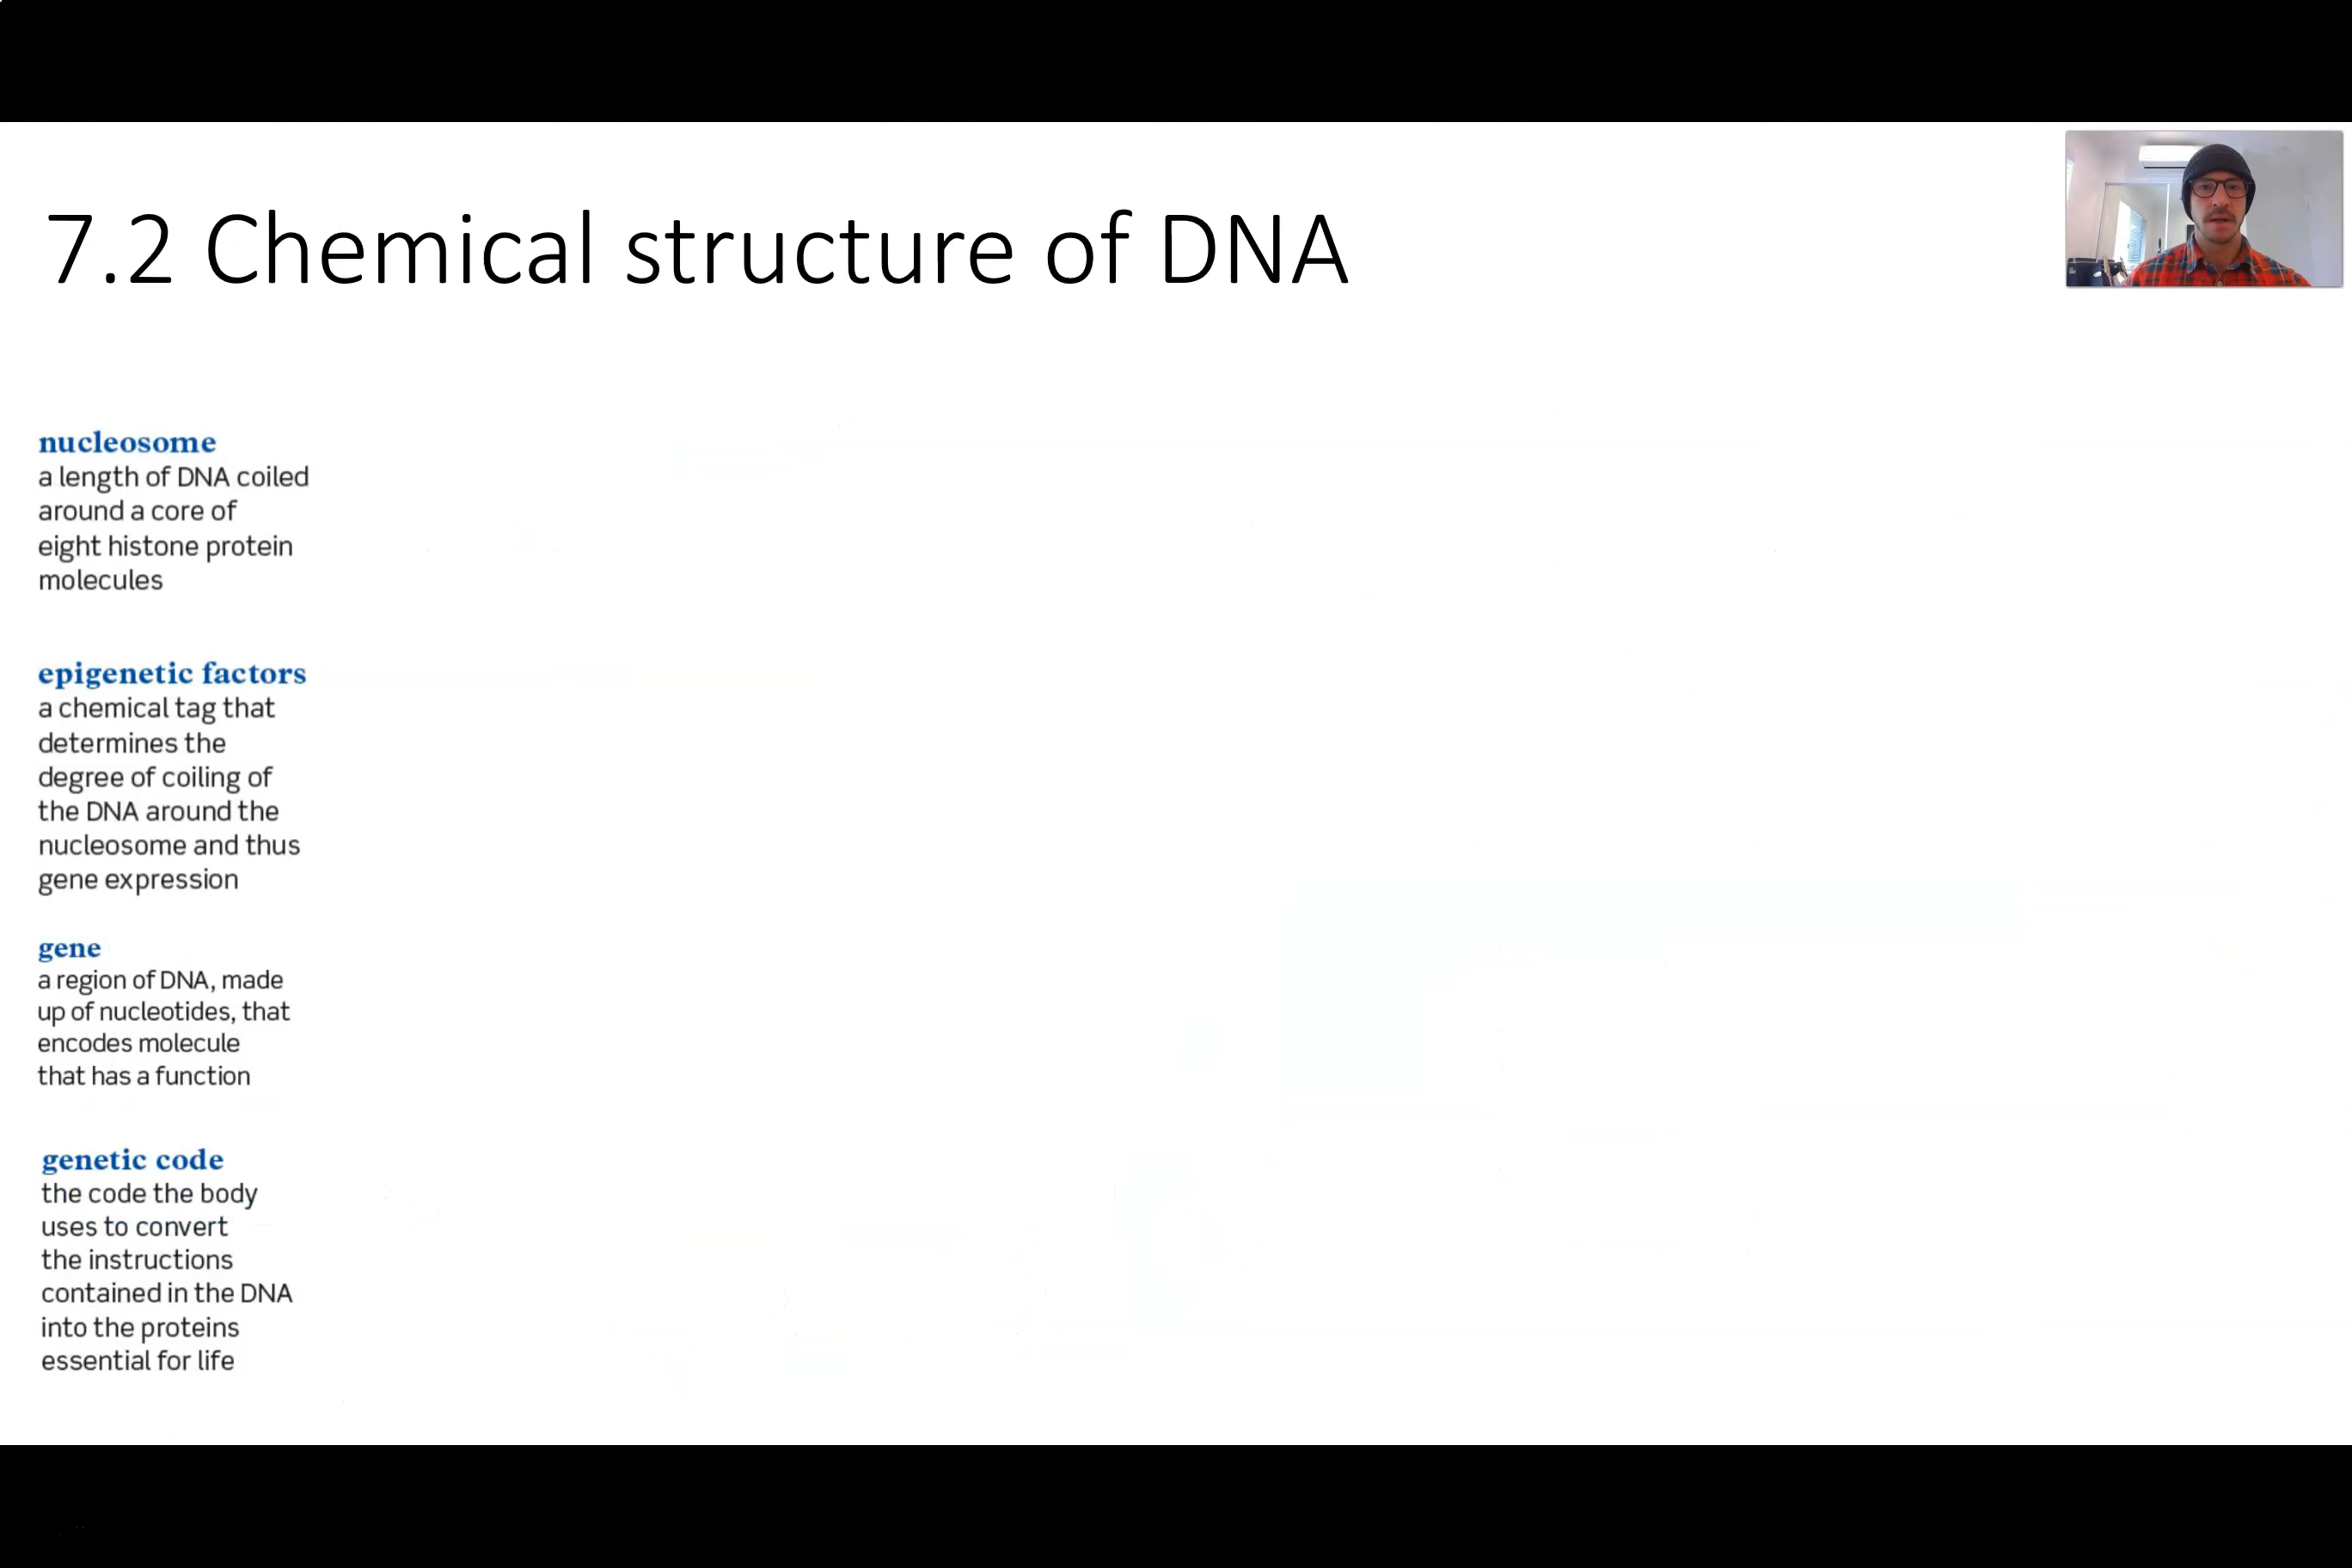 7.2 Chemical structure of DNA
nucleosome
a length of DNA coiled
around a core of
eight histone protein
molecules
epigenetic factors
a chemical tag that
determines the
degree of coiling of
the DNA around the
nucleosome and thus
gene expression
gene
a region of DNA, made
up of nucleotides, that
encodes molecule
that has a function
genetic code
the code the body
uses to convert
the instructions
contained in the DNA
into the proteins
essential for life